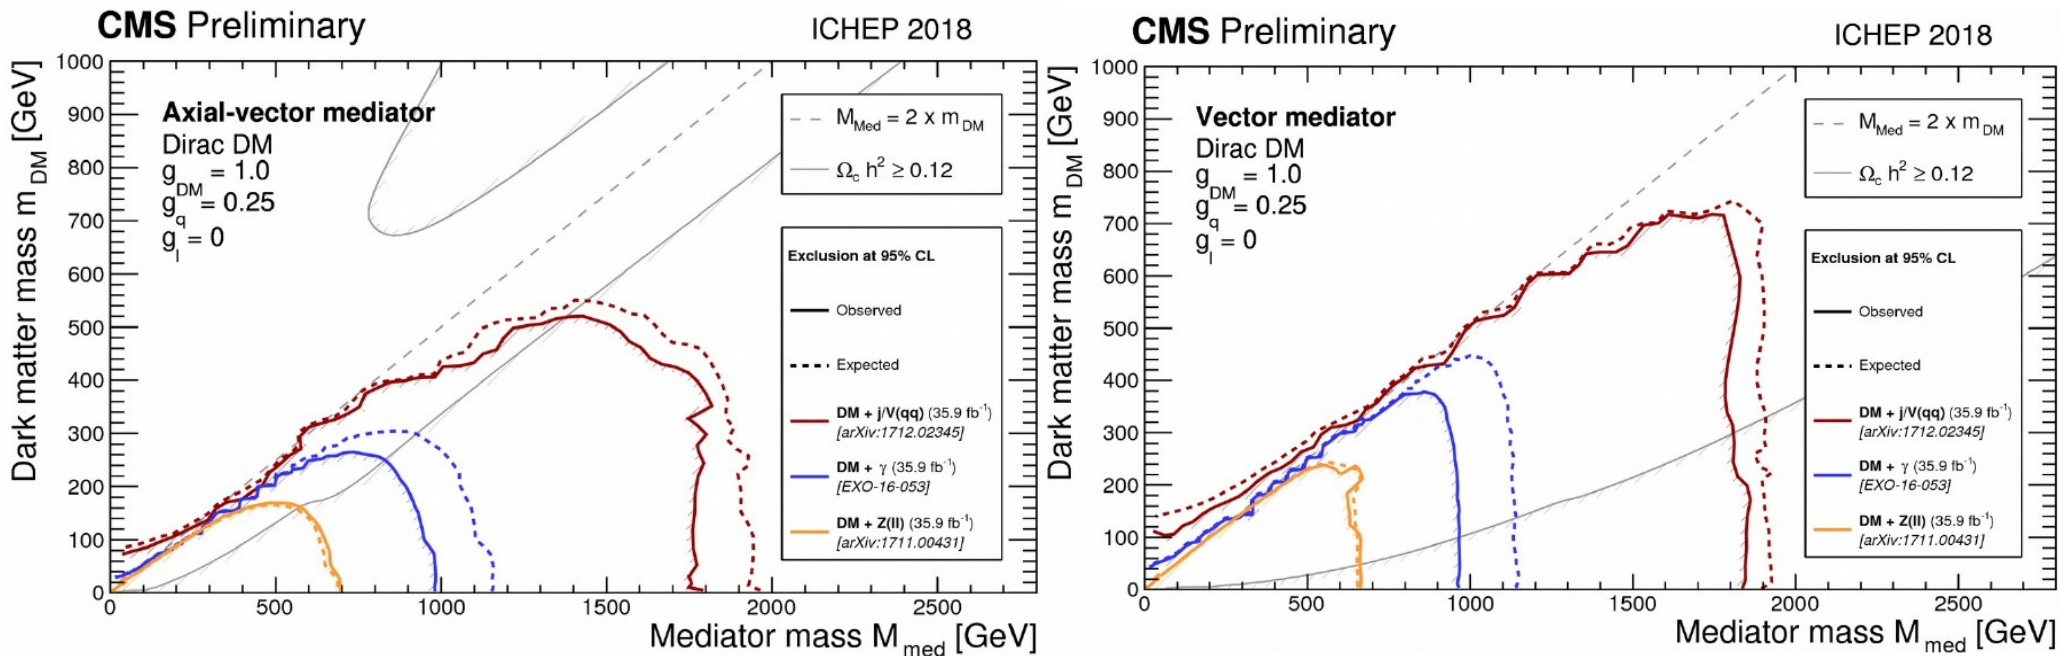 CMS Preliminary
ICHEP 2018
Dark matter mass m_DM [GeV]
1000
900
800
700
600
500
400
300
200
100
0
Axial-vector mediator
Dirac DM
g_DM = 1.0
g_q = 0.25
g_l = 0
M_Med = 2 x m_DM
Ω_c h² ≥ 0.12
Exclusion at 95% CL
Observed
Expected
DM + j/V(qq) (35.9 fb⁻¹)
[arXiv:1712.02345]
DM + γ (35.9 fb⁻¹)
[EXO-16-053]
DM + Z(ll) (35.9 fb⁻¹)
[arXiv:1711.00431]
0 500 1000 1500 2000 2500
Mediator mass M_med [GeV]
CMS Preliminary
ICHEP 2018
Dark matter mass m_DM [GeV]
1000
900
800
700
600
500
400
300
200
100
0
Vector mediator
Dirac DM
g_DM = 1.0
g_q = 0.25
g_l = 0
M_Med = 2 x m_DM
Ω_c h² ≥ 0.12
Exclusion at 95% CL
Observed
Expected
DM + j/V(qq) (35.9 fb⁻¹)
[arXiv:1712.02345]
DM + γ (35.9 fb⁻¹)
[EXO-16-053]
DM + Z(ll) (35.9 fb⁻¹)
[arXiv:1711.00431]
0 500 1000 1500 2000 2500
Mediator mass M_med [GeV]